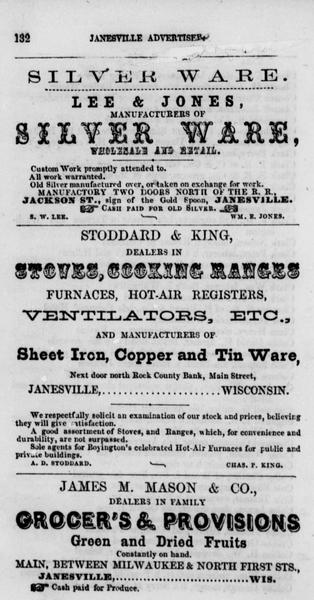 132 JANESVILLE ADVERTISER.
SILVER WARE.
LEE & JONES,
MANUFACTURERS OF
SILVER WARE,
WHOLESALE AND RETAIL.
Custom Work promptly attended to.
All work warranted.
Old Silver manufactured over, or taken on exchange for work.
MANUFACTORY TWO DOORS NORTH OF THE R. R.,
JACKSON ST., sign of the Gold Spoon, JANESVILLE.
CASH PAID FOR OLD SILVER.
S. W. LEE. WM. E. JONES.
STODDARD & KING,
DEALERS IN
STOVES, COOKING RANGES
FURNACES, HOT-AIR REGISTERS,
VENTILATORS, ETC.,
AND MANUFACTURERS OF
Sheet Iron, Copper and Tin Ware,
Next door north Rock County Bank, Main Street,
JANESVILLE,......................WISCONSIN.
We respectfully solicit an examination of our stock and prices, believing
they will give satisfaction.
A good assortment of Stoves, and Ranges, which, for convenience and
durability, are not surpassed.
Sole agents for Boyington's celebrated Hot-Air Furnaces for public and
private buildings.
A. D. STODDARD. CHAS. P. KING.
JAMES M. MASON & CO.,
DEALERS IN FAMILY
GROCER'S & PROVISIONS
Green and Dried Fruits
Constantly on hand.
MAIN, BETWEEN MILWAUKEE & NORTH FIRST STS.,
JANESVILLE,.........................WIS.
Cash paid for Produce.